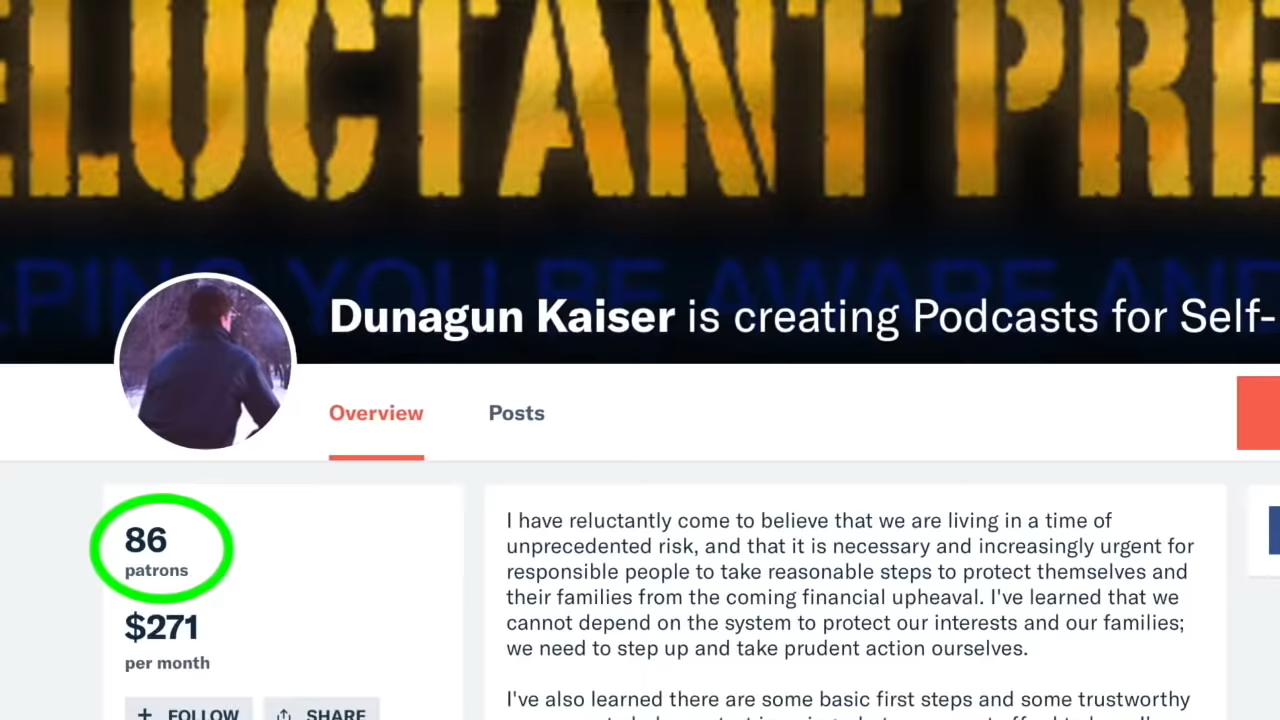 ELUCTANT PRE
PING YOU BE AWARE AND
Dunagun Kaiser is creating Podcasts for Self-
Overview
Posts
86
patrons
$271
per month
FOLLOW
SHARE
I have reluctantly come to believe that we are living in a time of
unprecedented risk, and that it is necessary and increasingly urgent for
responsible people to take reasonable steps to protect themselves and
their families from the coming financial upheaval. I've learned that we
cannot depend on the system to protect our interests and our families;
we need to step up and take prudent action ourselves.
I've also learned there are some basic first steps and some trustworthy